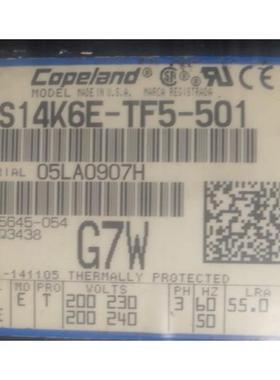 Copeland®
MODEL MADE IN MARCA REGISTRADA
S14K6E-TF5-501
RIAL 05LA0907H
5645-054
Q3438
G7W
-141105 THERMALLY PROTECTED
MO PRO VOLTS PH HZ LRA
E T 200 230 3 60 55.0
200 240 50